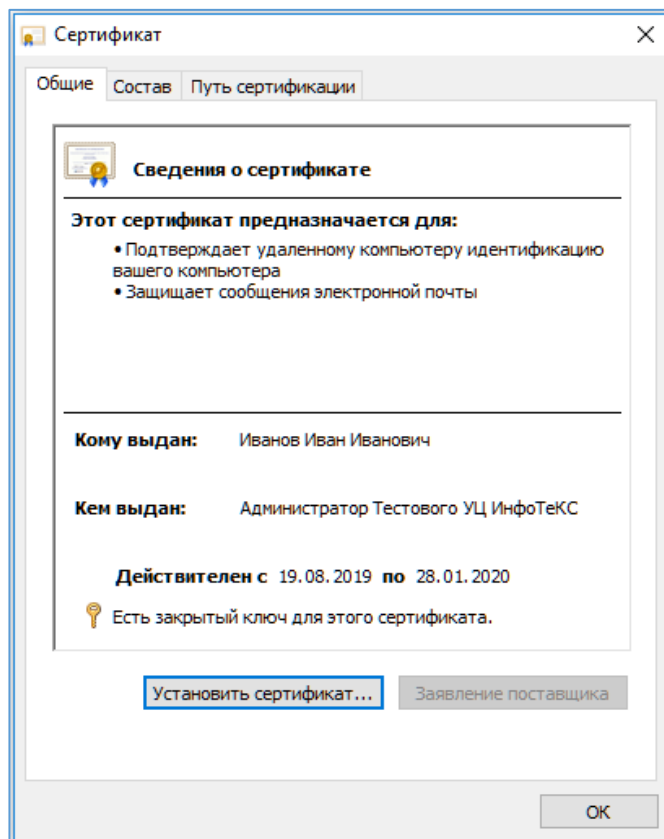 Сертификат
Общие Состав Путь сертификации
Сведения о сертификате
Этот сертификат предназначается для:
• Подтверждает удаленному компьютеру идентификацию
вашего компьютера
• Защищает сообщения электронной почты
Кому выдан: Иванов Иван Иванович
Кем выдан: Администратор Тестового УЦ ИнфоТеКС
Действителен с 19.08.2019 по 28.01.2020
Есть закрытый ключ для этого сертификата.
Установить сертификат... Заявление поставщика
ОК